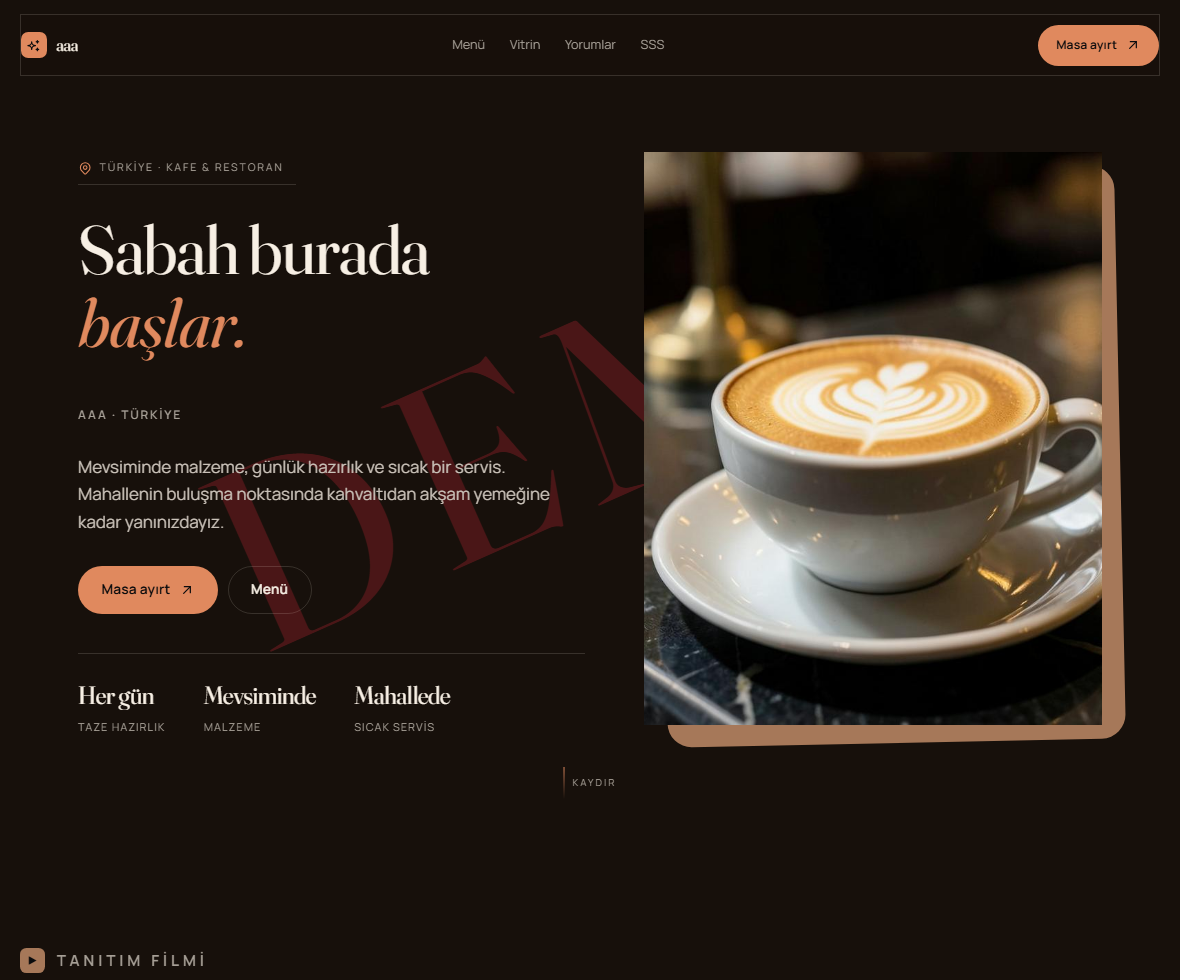 aaa
Menü
Vitrin
Yorumlar
SSS
Masa ayırt
TÜRKİYE · KAFE & RESTORAN
Sabah burada
başlar.
AAA · TÜRKİYE
Mevsiminde malzeme, günlük hazırlık ve sıcak bir servis.
Mahallenin buluşma noktasında kahvaltıdan akşam yemeğine
kadar yanınızdayız.
Masa ayırt
Menü
Her gün
TAZE HAZIRLIK
Mevsiminde
MALZEME
Mahallede
SICAK SERVİS
KAYDIR
TANITIM FİLMİ